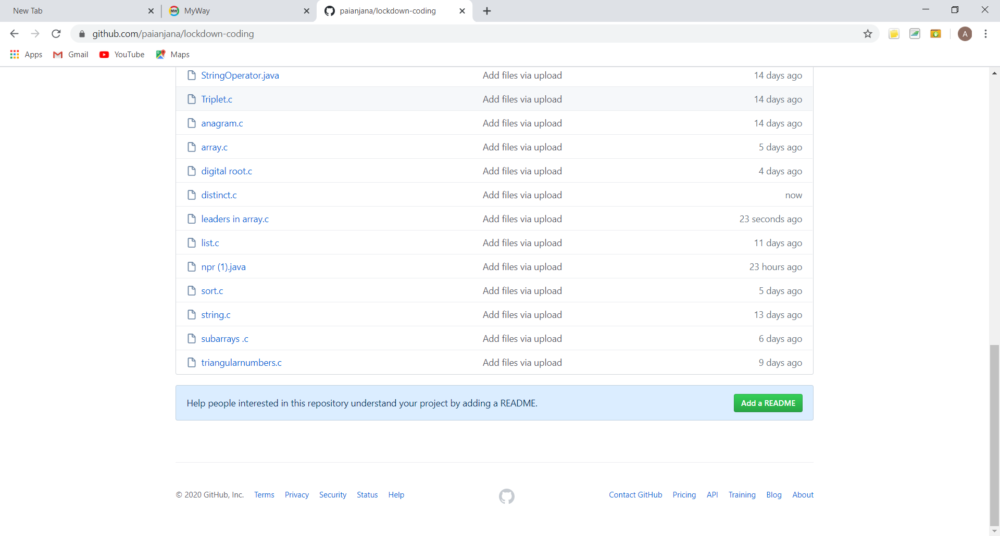 New Tab
MyWay
paianjana/lockdown-coding
github.com/paianjana/lockdown-coding
A
Apps Gmail YouTube Maps
StringOperator.java Add files via upload 14 days ago
Triplet.c Add files via upload 14 days ago
anagram.c Add files via upload 14 days ago
array.c Add files via upload 5 days ago
digital root.c Add files via upload 4 days ago
distinct.c Add files via upload now
leaders in array.c Add files via upload 23 seconds ago
list.c Add files via upload 11 days ago
npr (1).java Add files via upload 23 hours ago
sort.c Add files via upload 5 days ago
string.c Add files via upload 13 days ago
subarrays .c Add files via upload 6 days ago
triangularnumbers.c Add files via upload 9 days ago
Help people interested in this repository understand your project by adding a README. Add a README
© 2020 GitHub, Inc. Terms Privacy Security Status Help Contact GitHub Pricing API Training Blog About